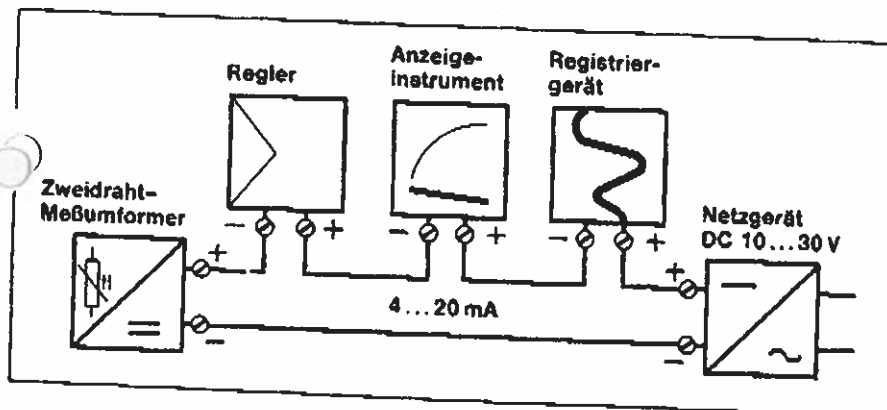 Regler
Anzeige-
instrument
Registrier-
gerät
Zweidraht-
Meßumformer
Netzgerät
DC 10...30 V
- +
- +
- +
+
-
+
-
4...20 mA